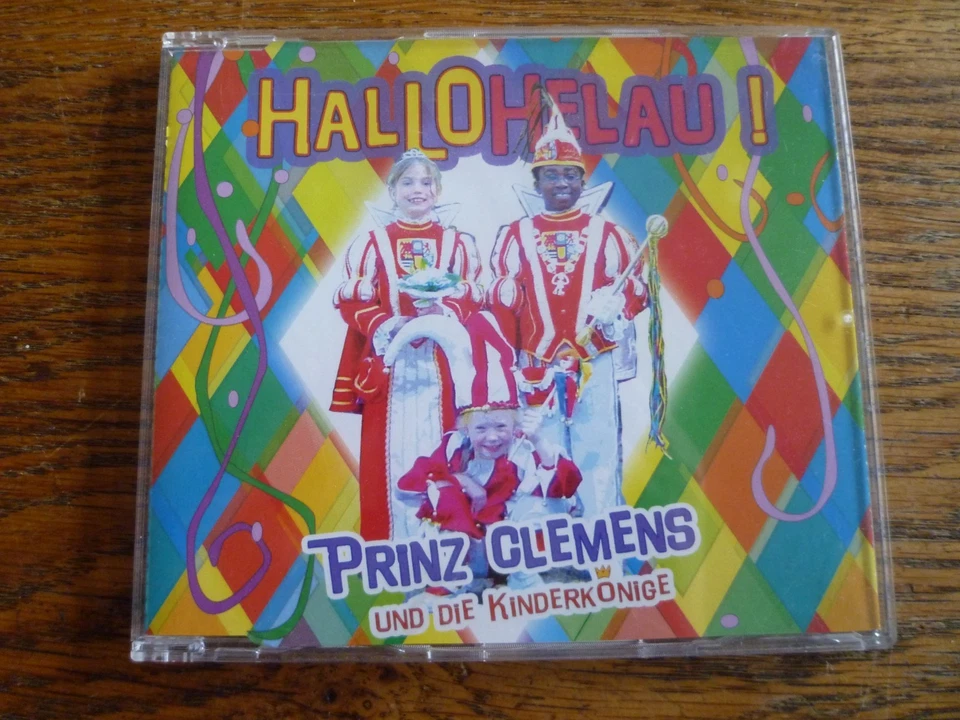 HALLOHELAU !
PRINZ CLEMENS
UND DIE KINDERKÖNIGE